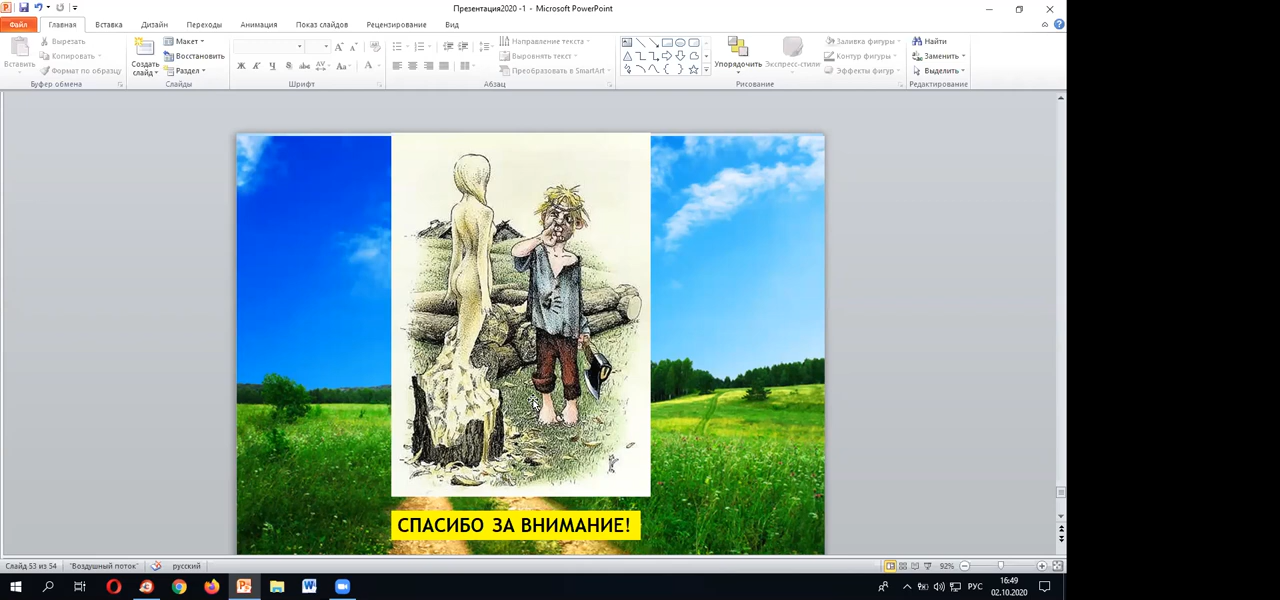 Презентация2020 -1 - Microsoft PowerPoint
Файл Главная Вставка Дизайн Переходы Анимация Показ слайдов Рецензирование Вид
Вставить
Вырезать
Копировать
Формат по образцу
Буфер обмена
Создать слайд
Макет
Восстановить
Раздел
Слайды
Ж К Ч S abc AV Aa А
Шрифт
Направление текста
Выровнять текст
Преобразовать в SmartArt
Абзац
Упорядочить
Экспресс-стили
Заливка фигуры
Контур фигуры
Эффекты фигур
Рисование
Найти
Заменить
Выделить
Редактирование
СПАСИБО ЗА ВНИМАНИЕ!
Слайд 53 из 54 "Воздушный поток" русский 92%
РУС
16:49
02.10.2020